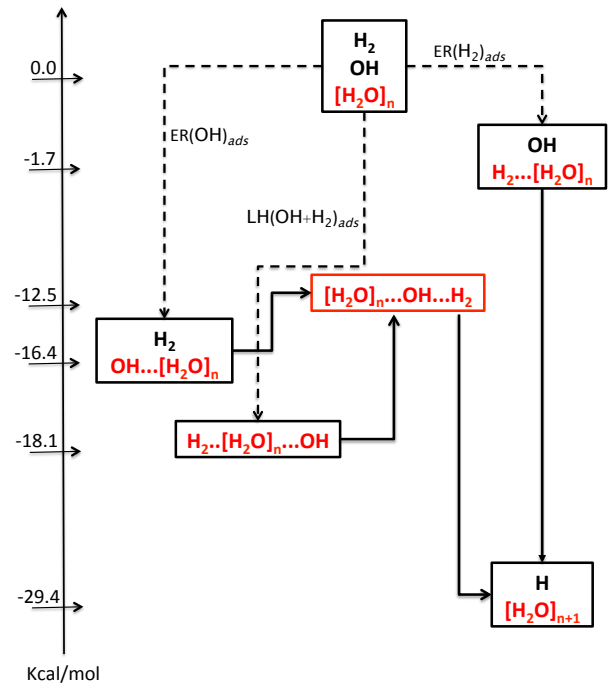 H₂
OH
[H₂O]ₙ
ER(H₂)ₐdₛ
0.0
OH
H₂...[H₂O]ₙ
ER(OH)ₐdₛ
-1.7
LH(OH+H₂)ₐdₛ
-12.5
[H₂O]ₙ...OH...H₂
H₂
OH...[H₂O]ₙ
-16.4
H₂..[H₂O]ₙ...OH
-18.1
H
[H₂O]ₙ₊₁
-29.4
Kcal/mol